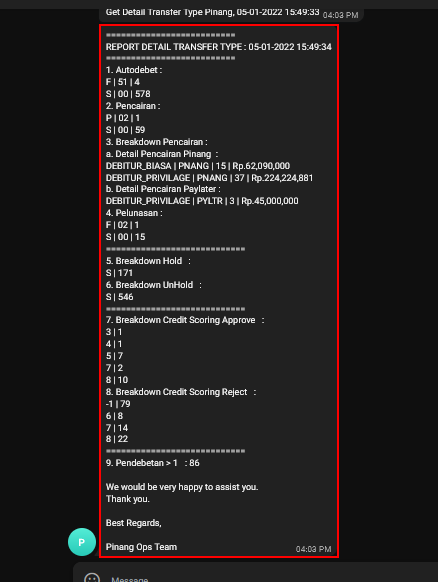 Get Detail Transfer Type Pinang, 05-01-2022 15:49:33 04:03 PM
==========================
REPORT DETAIL TRANSFER TYPE : 05-01-2022 15:49:34
==========================
1. Autodebet :
F | 51 | 4
S | 00 | 578
2. Pencairan :
P | 02 | 1
S | 00 | 59
3. Breakdown Pencairan :
a. Detail Pencairan Pinang :
DEBITUR_BIASA | PNANG | 15 | Rp.62,090,000
DEBITUR_PRIVILAGE | PNANG | 37 | Rp.224,224,881
b. Detail Pencairan Paylater :
DEBITUR_PRIVILAGE | PYLTR | 3 | Rp.45,000,000
4. Pelunasan :
F | 02 | 1
S | 00 | 15
============================
5. Breakdown Hold :
S | 171
6. Breakdown UnHold :
S | 546
============================
7. Breakdown Credit Scoring Approve :
3 | 1
4 | 1
5 | 7
7 | 2
8 | 10
8. Breakdown Credit Scoring Reject :
-1 | 79
6 | 8
7 | 14
8 | 22
============================
9. Pendebetan > 1 : 86
We would be very happy to assist you.
Thank you.
Best Regards,
Pinang Ops Team 04:03 PM
P
Message